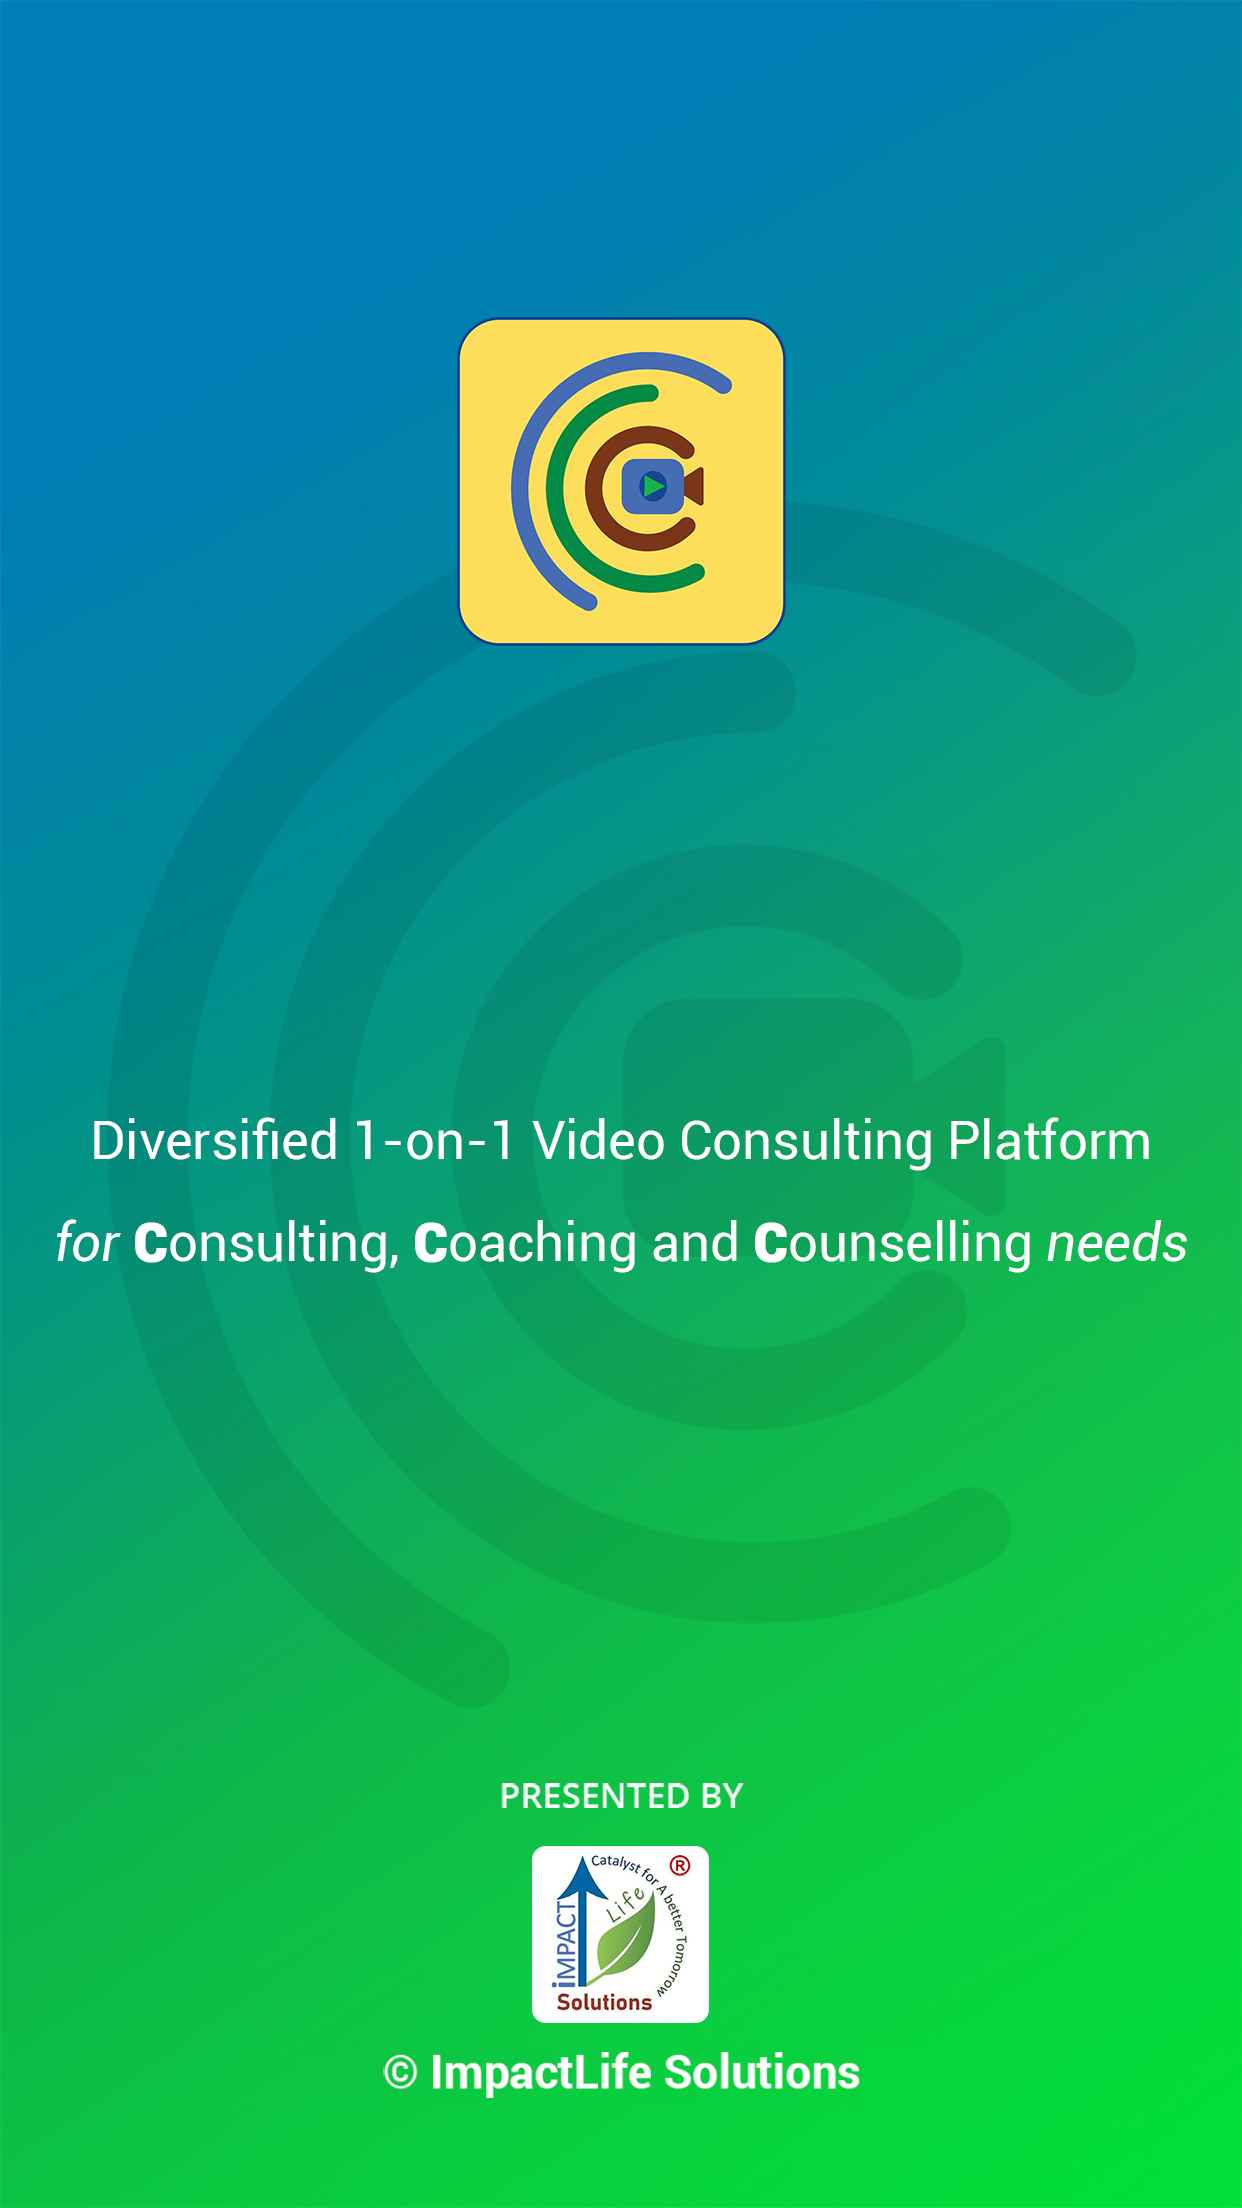 Diversified 1-on-1 Video Consulting Platform
for Consulting, Coaching and Counselling needs
PRESENTED BY
Catalyst for A better Tomorrow
®
Life
iMPACT
Solutions
© ImpactLife Solutions